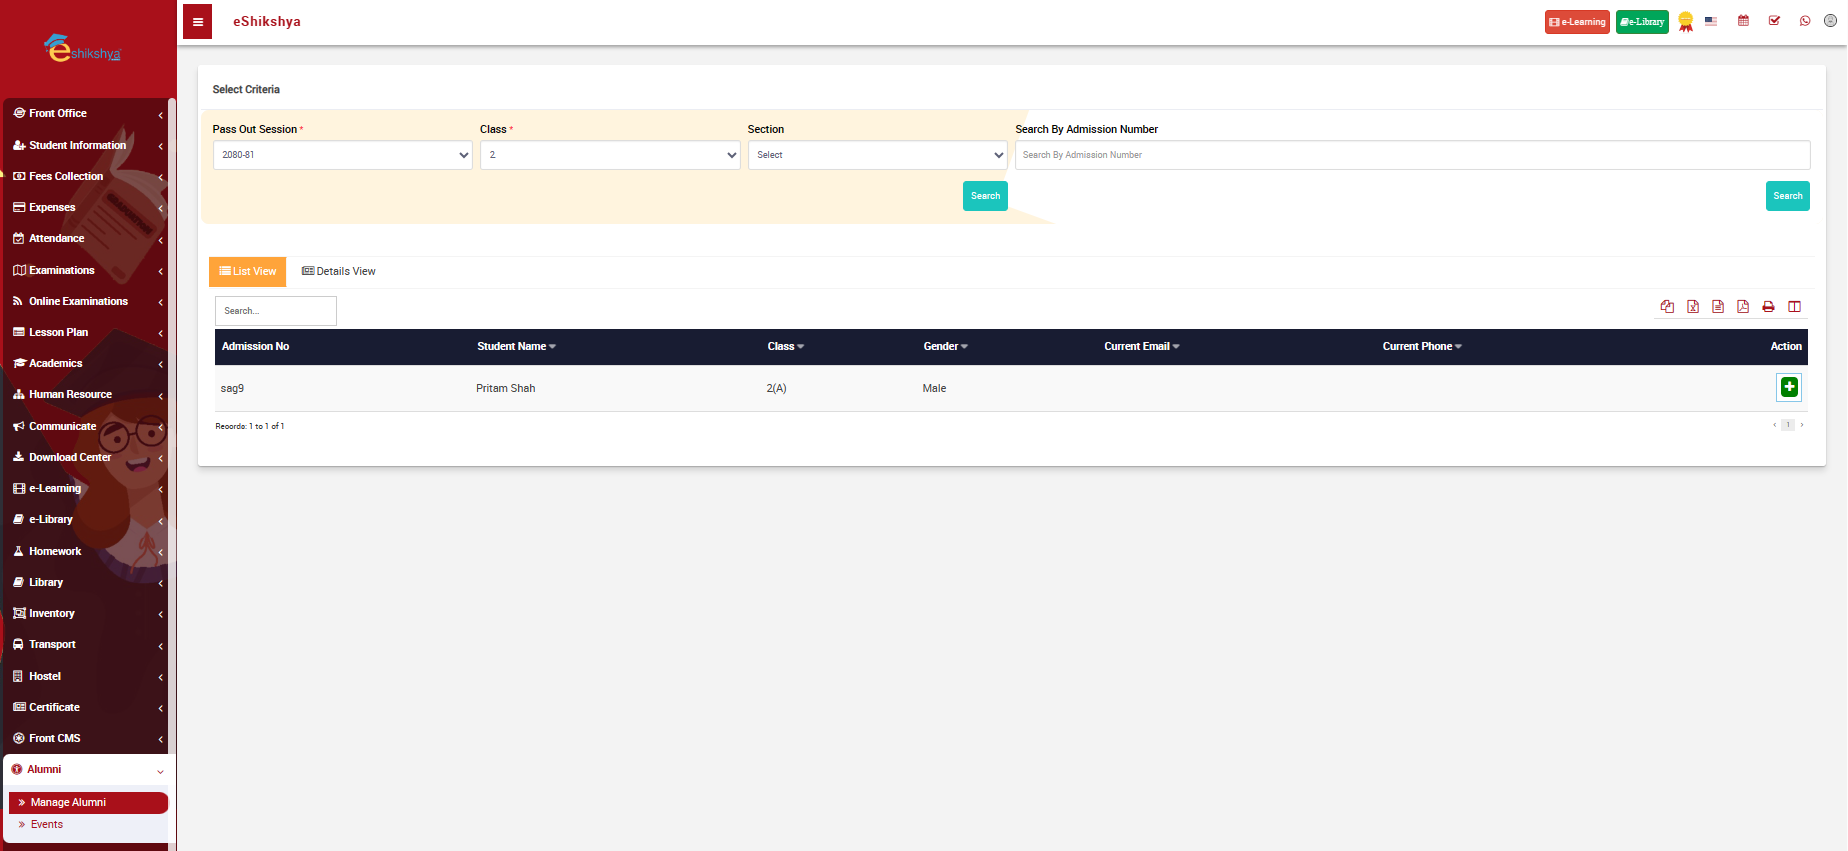 eShikshya
e-Learning
e-Library
eshikshya
Front Office
Student Information
Fees Collection
Expenses
Attendance
Examinations
Online Examinations
Lesson Plan
Academics
Human Resource
Communicate
Download Center
e-Learning
e-Library
Homework
Library
Inventory
Transport
Hostel
Certificate
Front CMS
Alumni
Manage Alumni
Events
Select Criteria
Pass Out Session *
Class *
Section
Search By Admission Number
2080-81
2
Select
Search By Admission Number
Search
Search
List View
Details View
Search...
Admission No
Student Name
Class
Gender
Current Email
Current Phone
Action
sag9
Pritam Shah
2(A)
Male
Records: 1 to 1 of 1
1